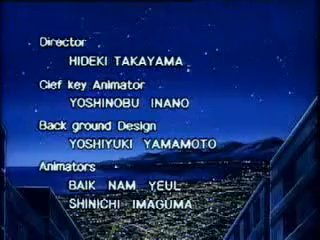 Director
HIDEKI TAKAYAMA
Clef key Animator
YOSHINOBU INANO
Back ground Design
YOSHIYUKI YAMAMOTO
Animators
BAIK NAM YEUL
SHINICHI IMAGUMA